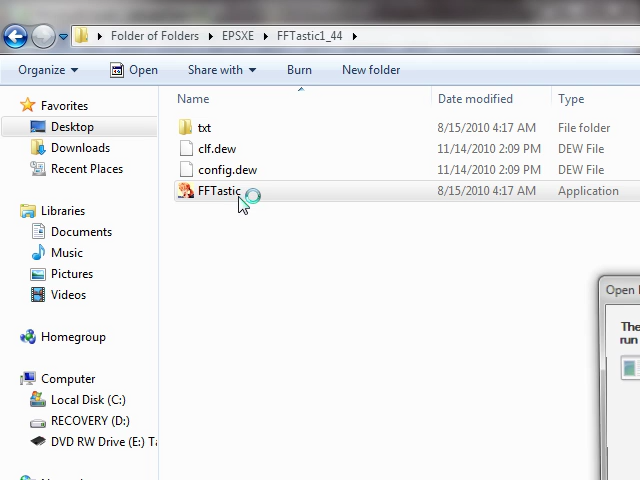 Folder of Folders EPSXE FFTastic1_44
Organize Open Share with Burn New folder
Name Date modified Type
Favorites
Desktop
Downloads
Recent Places
Libraries
Documents
Music
Pictures
Videos
Homegroup
Computer
Local Disk (C:)
RECOVERY (D:)
DVD RW Drive (E:) Ta
txt 8/15/2010 4:17 AM File folder
clf.dew 11/14/2010 2:09 PM DEW File
config.dew 11/14/2010 2:09 PM DEW File
FFTastic 8/15/2010 4:17 AM Application
Open
The
run